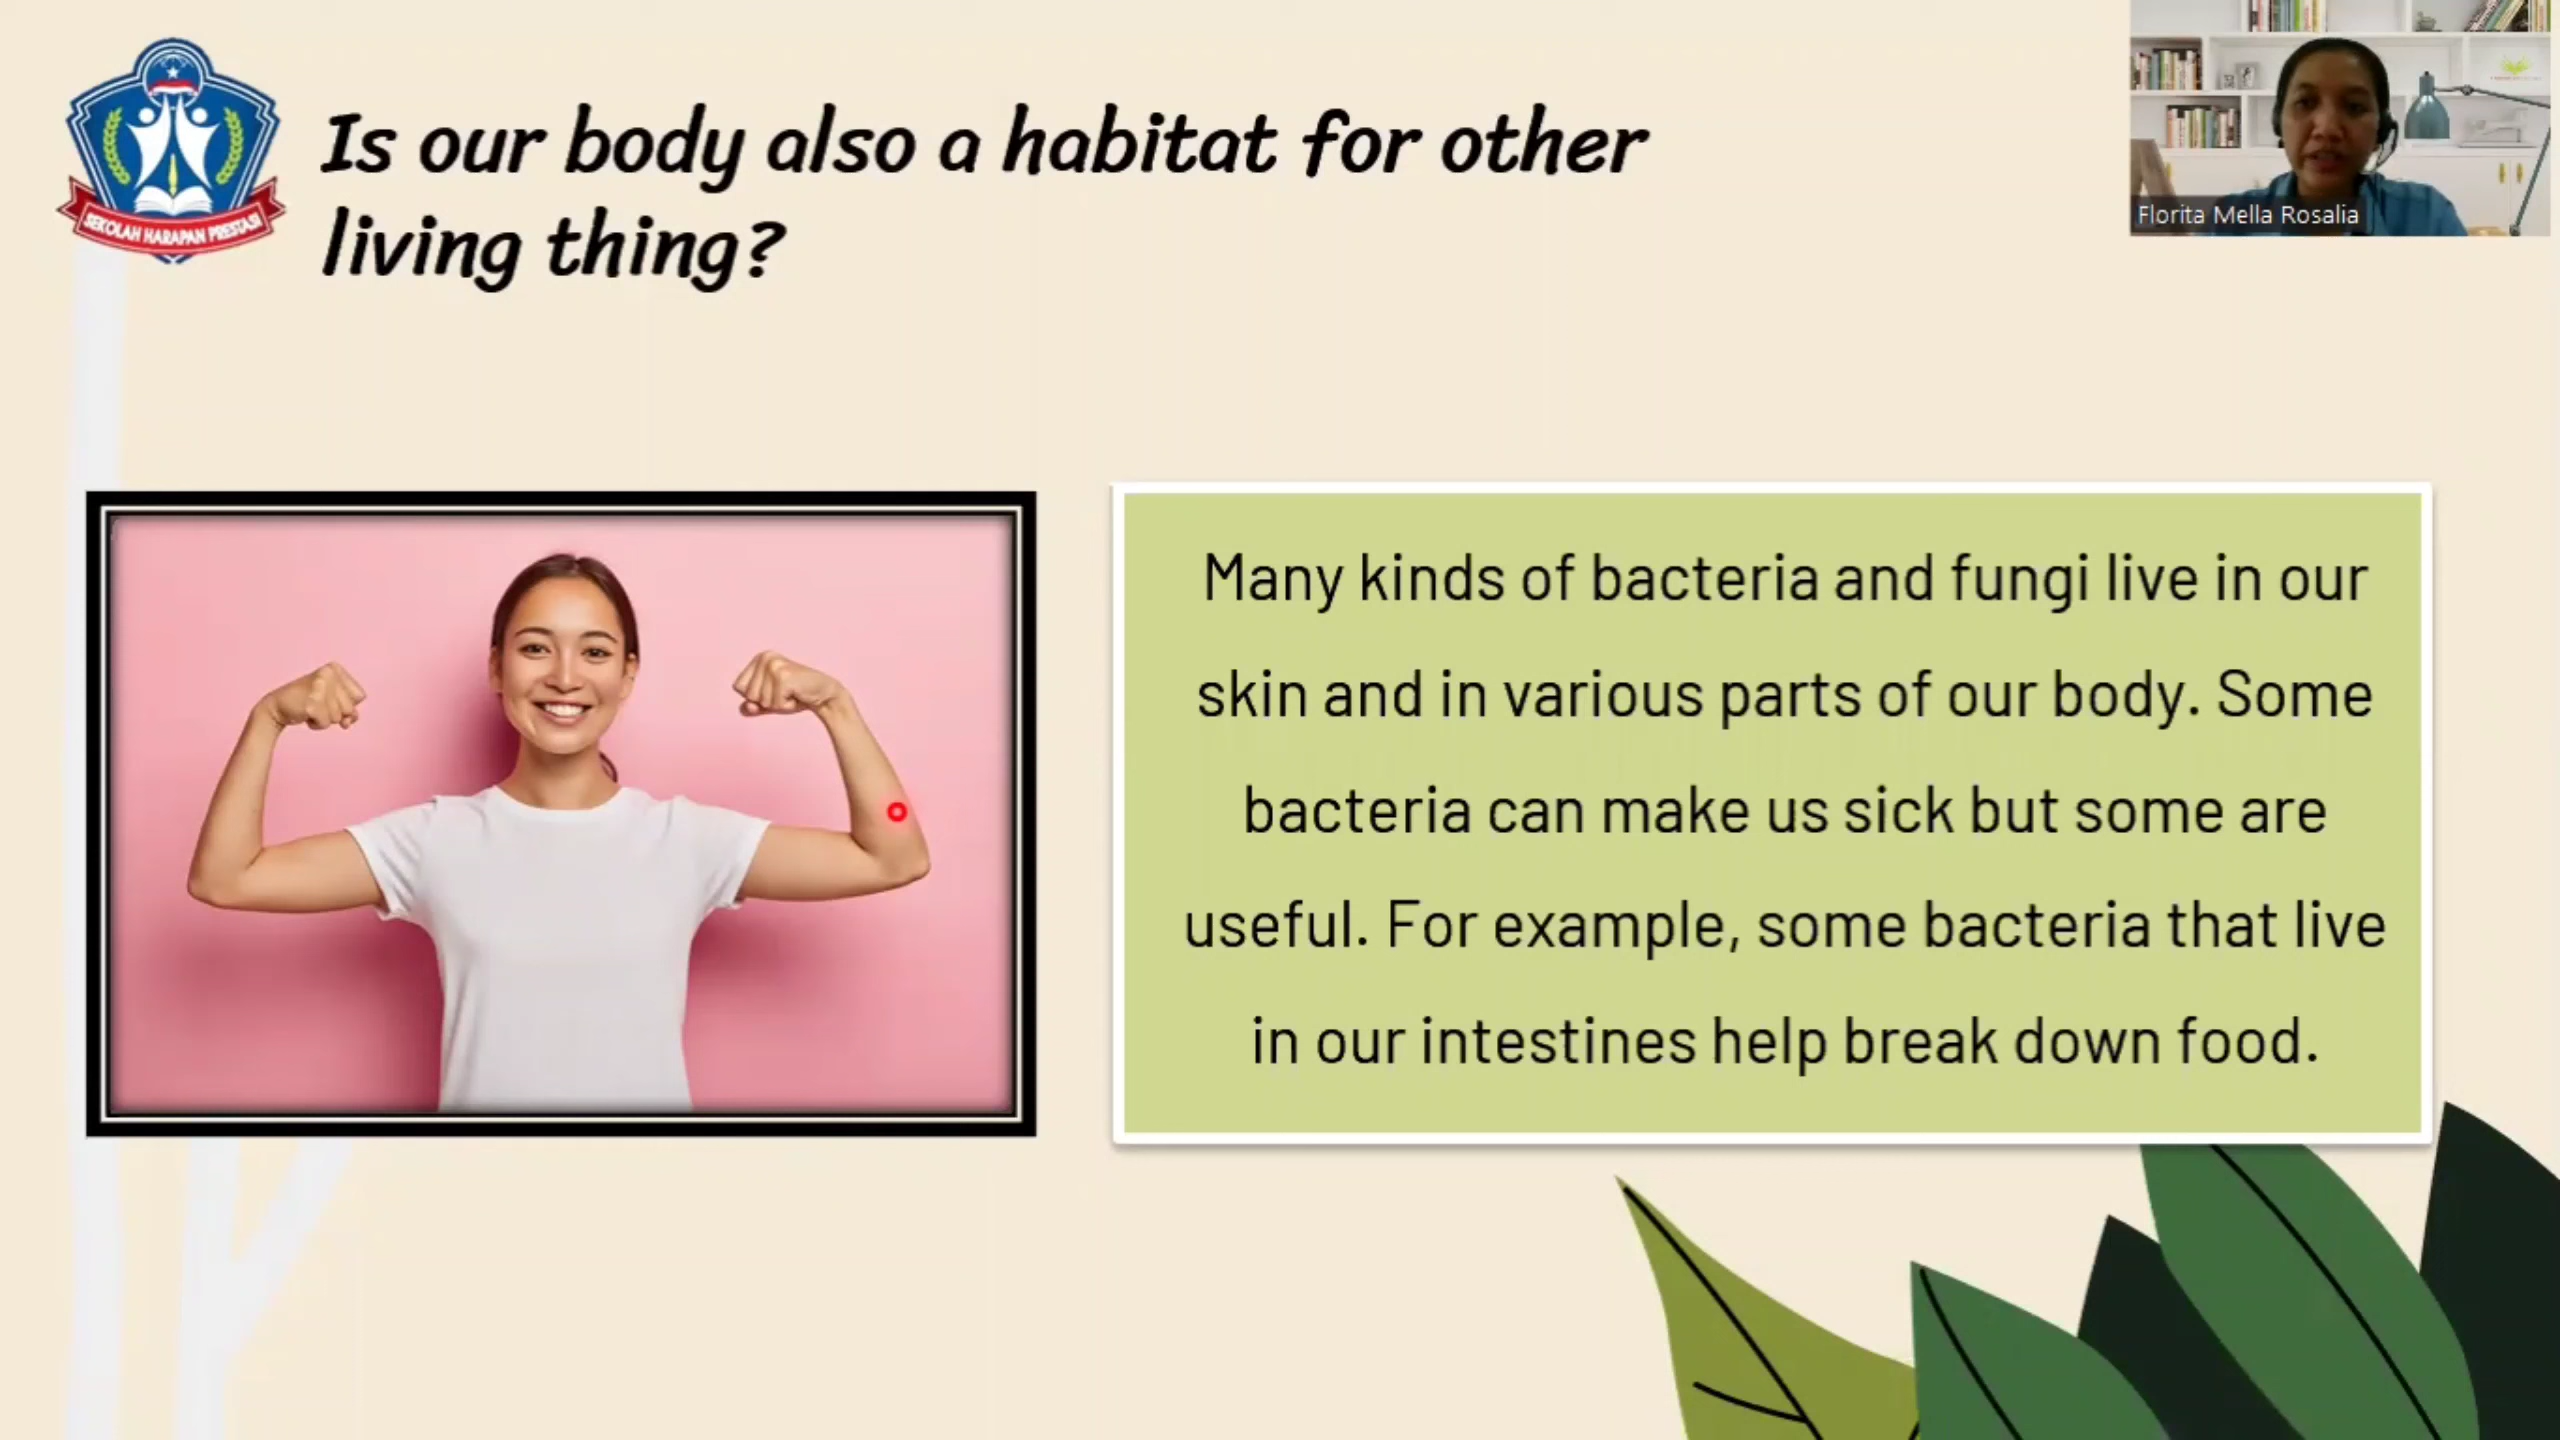 SEKOLAH HARAPAN PRESTASI
Is our body also a habitat for other
living thing?
Florita Mella Rosalia
Many kinds of bacteria and fungi live in our
skin and in various parts of our body. Some
bacteria can make us sick but some are
useful. For example, some bacteria that live
in our intestines help break down food.